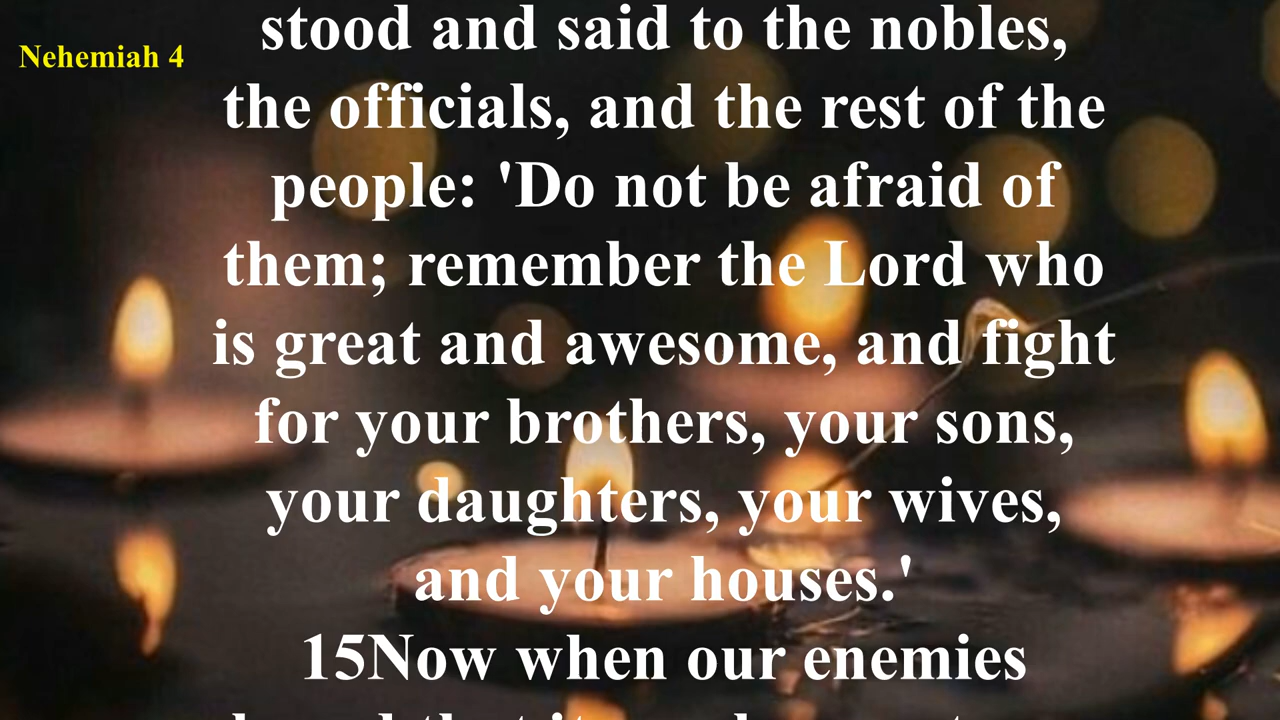 Nehemiah 4
stood and said to the nobles,
the officials, and the rest of the
people: 'Do not be afraid of
them; remember the Lord who
is great and awesome, and fight
for your brothers, your sons,
your daughters, your wives,
and your houses.'
15Now when our enemies